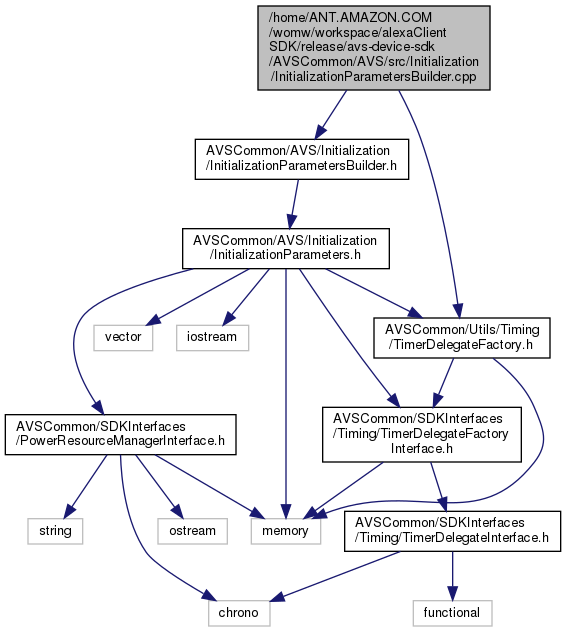 /home/ANT.AMAZON.COM
/womw/workspace/alexaClient
SDK/release/avs-device-sdk
/AVSCommon/AVS/src/Initialization
/InitializationParametersBuilder.cpp
AVSCommon/AVS/Initialization
/InitializationParametersBuilder.h
AVSCommon/AVS/Initialization
/InitializationParameters.h
vector
iostream
AVSCommon/Utils/Timing
/TimerDelegateFactory.h
AVSCommon/SDKInterfaces
/PowerResourceManagerInterface.h
AVSCommon/SDKInterfaces
/Timing/TimerDelegateFactory
Interface.h
string
ostream
memory
AVSCommon/SDKInterfaces
/Timing/TimerDelegateInterface.h
chrono
functional